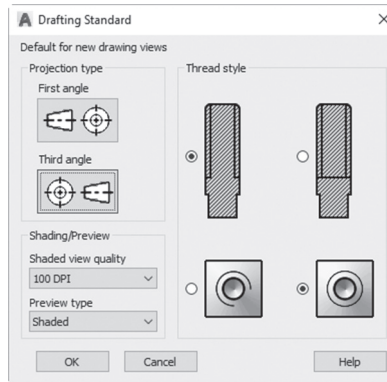 Drafting Standard
Default for new drawing views
Projection type
First angle
Third angle
Shading/Preview
Shaded view quality
100 DPI
Preview type
Shaded
Thread style
OK
Cancel
Help